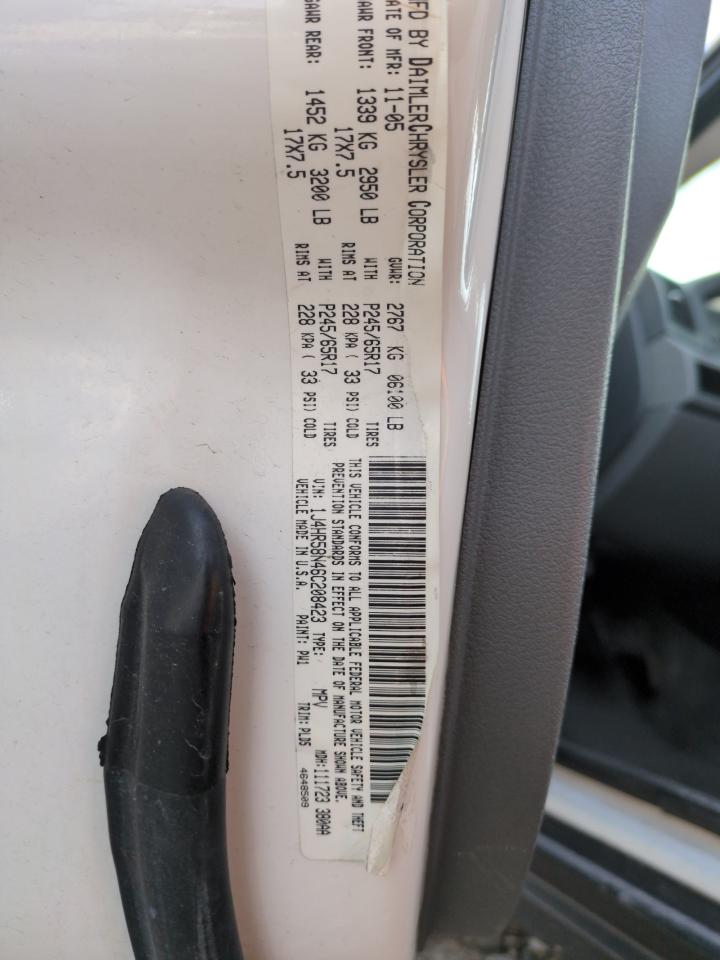 MFD BY DAIMLERCHRYSLER CORPORATION
DATE OF MFR: 11-05 GVWR: 2767 KG 06100 LB
GAWR FRONT: 1339 KG 2950 LB WITH P245/65R17 TIRES
17X7.5 RIMS AT 228 KPA ( 33 PSI) COLD
GAWR REAR: 1452 KG 3200 LB WITH P245/65R17 TIRES
17X7.5 RIMS AT 228 KPA ( 33 PSI) COLD
THIS VEHICLE CONFORMS TO ALL APPLICABLE FEDERAL MOTOR VEHICLE SAFETY AND THEFT
PREVENTION STANDARDS IN EFFECT ON THE DATE OF MANUFACTURE SHOWN ABOVE.
VIN: 1J4HR58N46C208423 TYPE: MPV MDH:111723 380AA
VEHICLE MADE IN U.S.A. PAINT: PW1 TRIM:PLD5 4648509